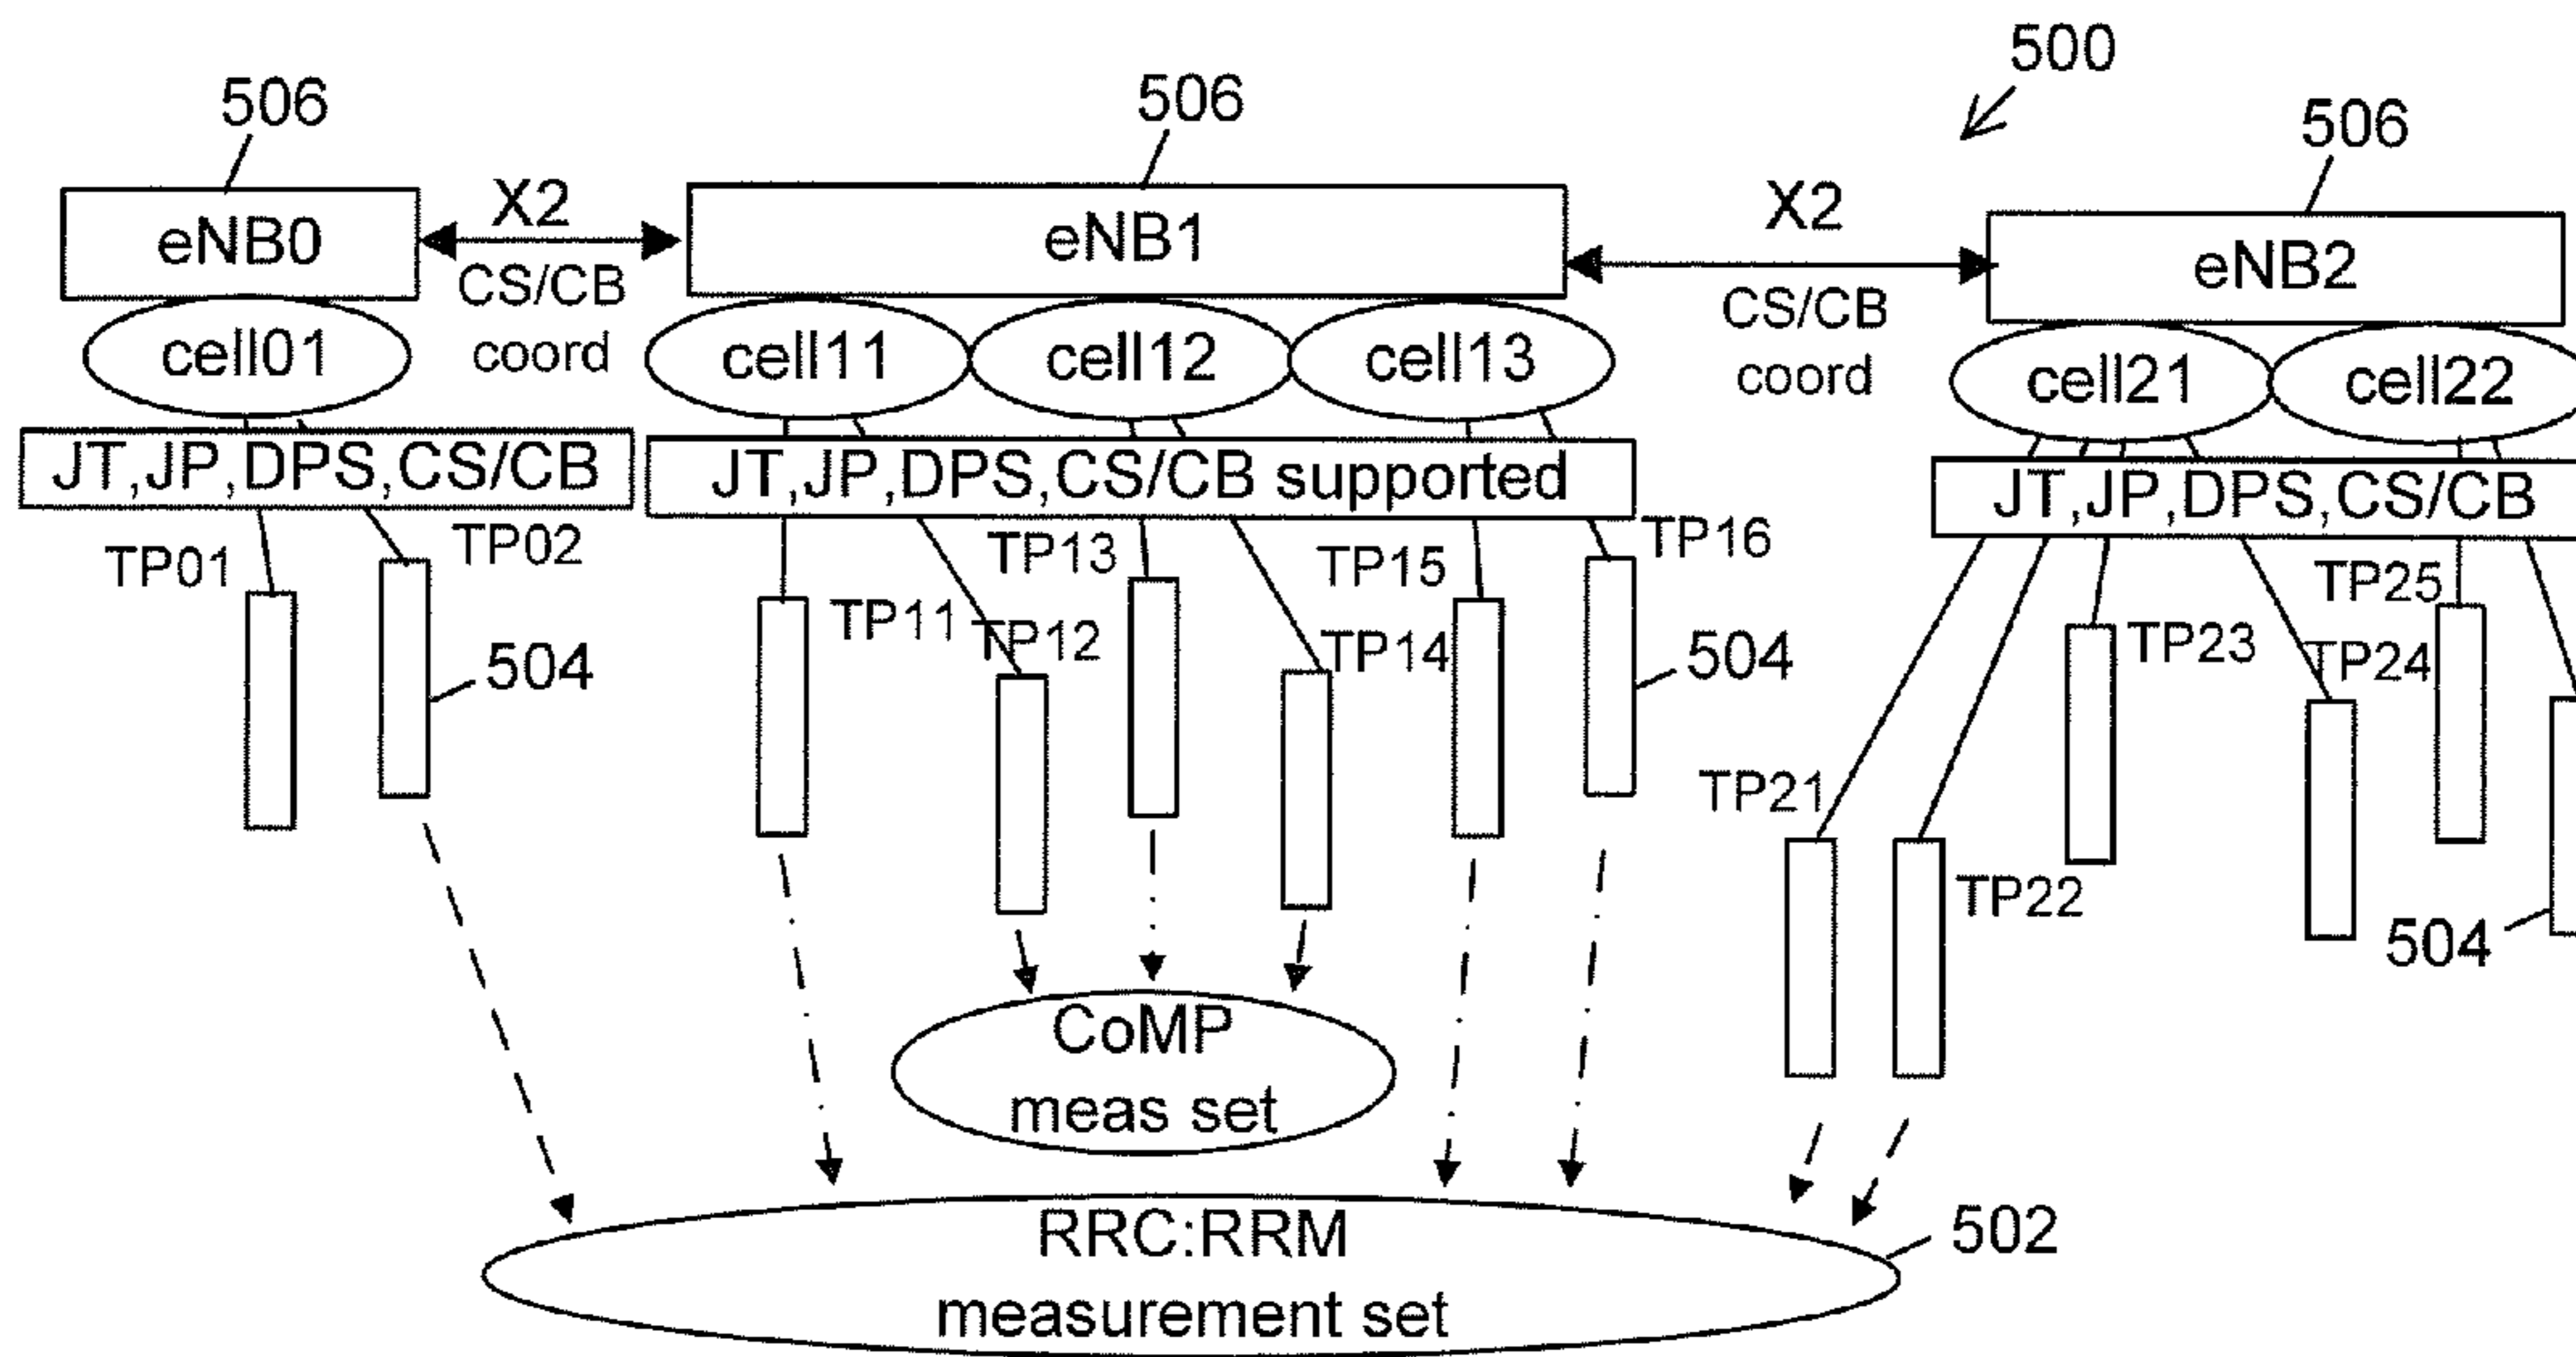 500
506
506
506
eNB0
X2
CS/CB
coord
eNB1
X2
CS/CB
coord
eNB2
cell01
cell11
cell12
cell13
cell21
cell22
JT,JP,DPS,CS/CB
JT,JP,DPS,CS/CB supported
JT,JP,DPS,CS/CB
TP01
TP02
504
TP11
TP12
TP13
TP14
TP15
TP16
504
TP21
TP22
TP23
TP24
TP25
504
CoMP
meas set
RRC:RRM
measurement set
502